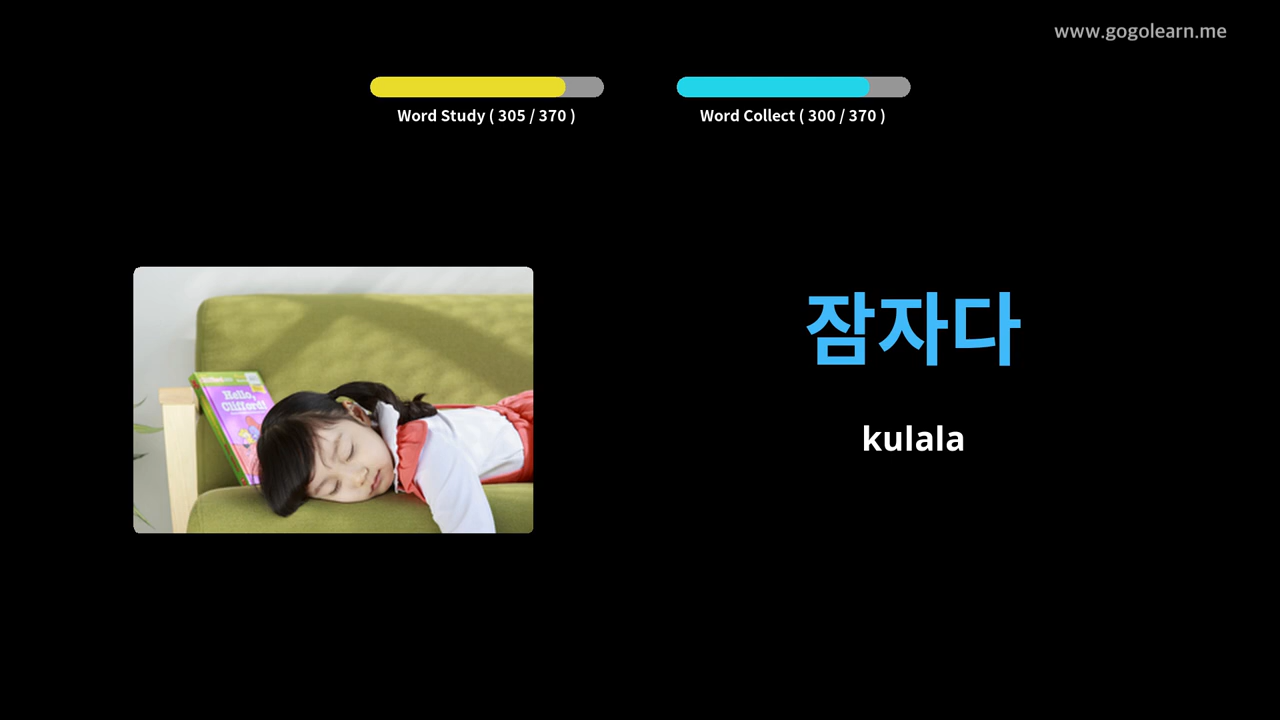 www.gogolearn.me
Word Study ( 305 / 370 )
Word Collect ( 300 / 370 )
잠자다
kulala
Hello,
Clifford!